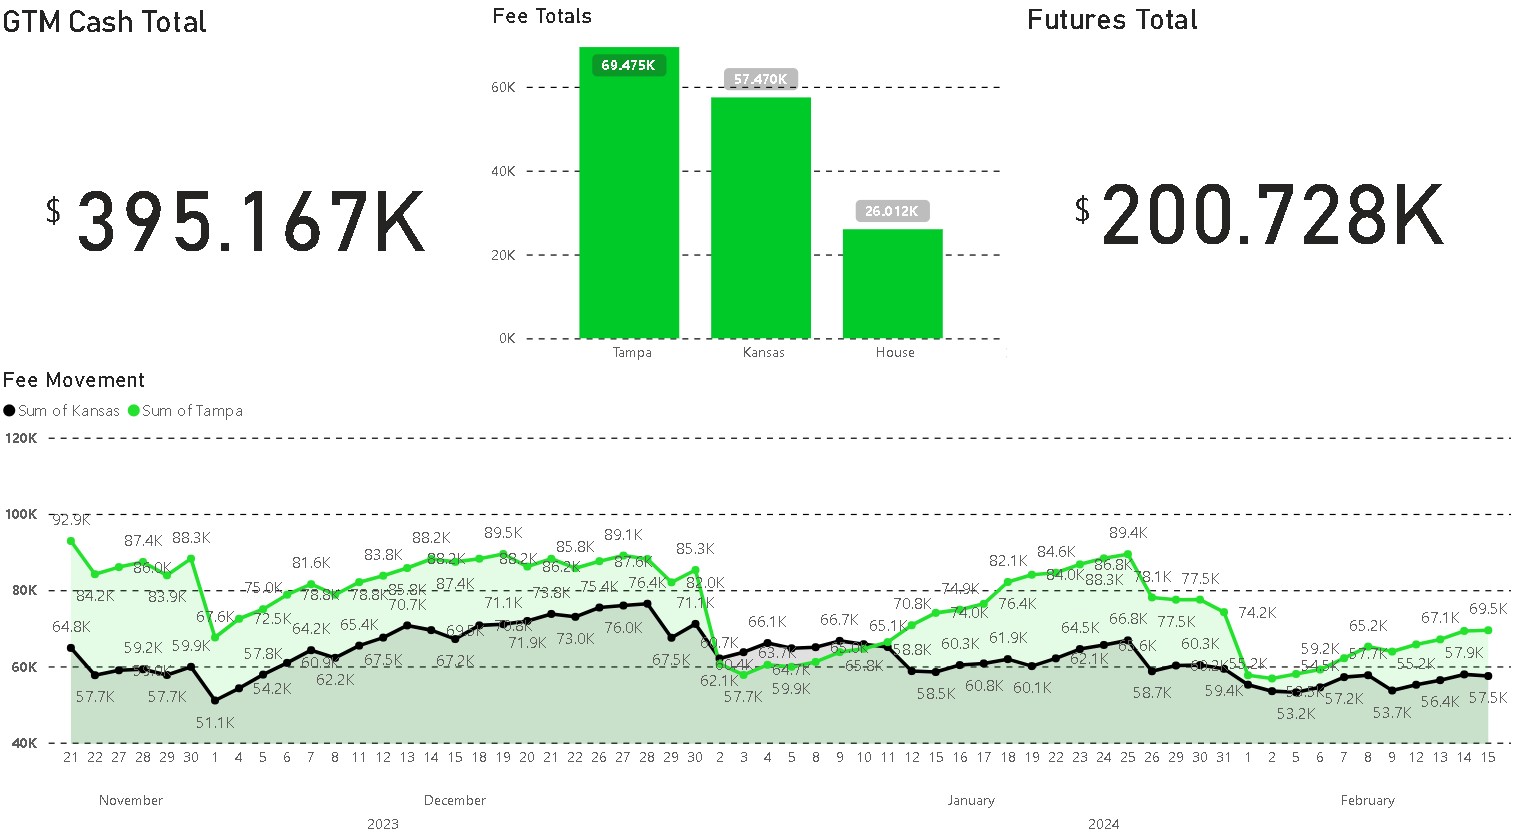 GTM Cash Total
$ 395.167K
Fee Totals
60K
40K
20K
0K
69.475K
57.470K
26.012K
Tampa Kansas House
Futures Total
$ 200.728K
Fee Movement
Sum of Kansas Sum of Tampa
120K
100K
80K
60K
40K
92.9K 87.4K 88.3K 81.6K 83.8K 88.2K 89.5K 85.8K 89.1K 85.3K 82.1K 84.6K 89.4K
84.2K 86.0K 83.9K 67.6K 75.0K 72.5K 78.8K 78.8K 85.8K 88.2K 87.4K 88.2K 86.2K 87.6K 82.0K 74.9K 74.0K 76.4K 84.0K 88.3K 86.8K 78.1K 77.5K 77.5K 74.2K
64.8K 59.2K 59.9K 57.8K 64.2K 65.4K 70.7K 69.5K 71.1K 70.8K 73.8K 75.4K 76.4K 71.1K 60.7K 66.1K 66.7K 65.1K 70.8K 60.3K 61.9K 64.5K 66.8K 60.3K 55.2K 59.2K 65.2K 67.1K 69.5K
57.7K 57.7K 51.1K 54.2K 60.9K 62.2K 67.5K 67.2K 71.9K 73.0K 76.0K 67.5K 62.1K 60.4K 57.7K 63.7K 64.7K 59.9K 65.0K 65.8K 58.8K 58.5K 60.8K 60.1K 62.1K 58.7K 60.2K 59.4K 53.2K 53.5K 54.5K 57.2K 57.7K 53.7K 55.2K 56.4K 57.9K 57.5K
21 22 27 28 29 30 1 4 5 6 7 8 11 12 13 14 15 18 19 20 21 22 26 27 28 29 30 2 3 4 5 8 9 10 11 12 15 16 17 18 19 22 23 24 25 26 29 30 31 1 2 5 6 7 8 9 12 13 14 15
November December January February
2023 2024